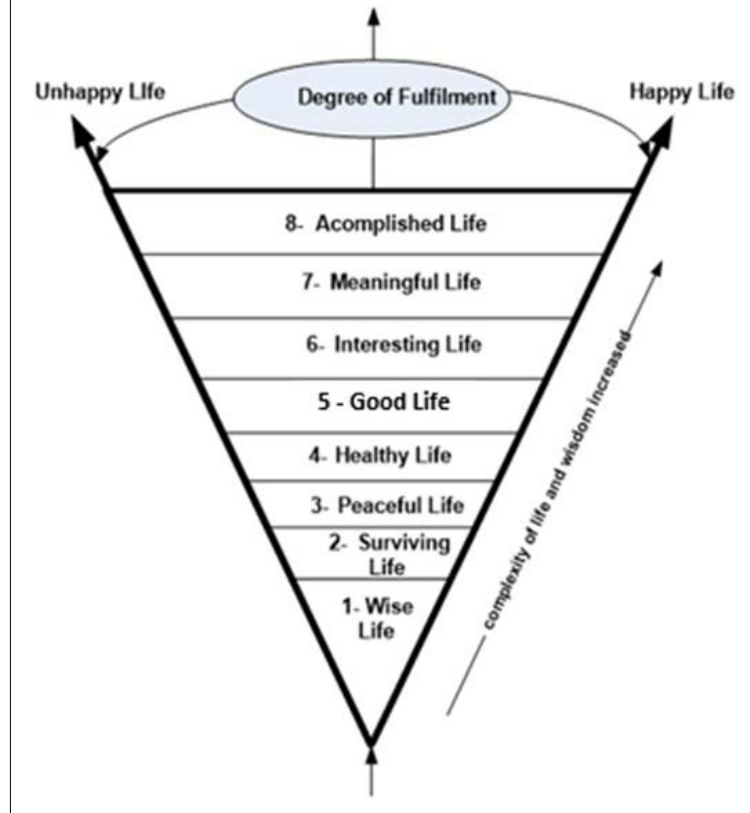 Unhappy LIfe
Degree of Fulfilment
Happy Life
8- Acomplished Life
7- Meaningful Life
6- Interesting Life
5 - Good Life
4- Healthy Life
3- Peaceful Life
2- Surviving
Life
1- Wise
Life
complexity of life and wisdom increased